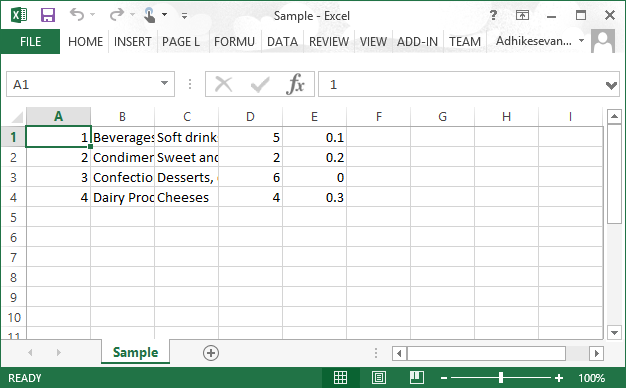 Sample - Excel
FILE HOME INSERT PAGE L FORMU DATA REVIEW VIEW ADD-IN TEAM Adhikesevan...
A1 fx 1
A B C D E F G H I
1 1 Beverages Soft drink 5 0.1
2 2 Condimer Sweet and 2 0.2
3 3 Confectio Desserts, 6 0
4 4 Dairy Proc Cheeses 4 0.3
5
6
7
8
9
10
11
Sample
READY 100%